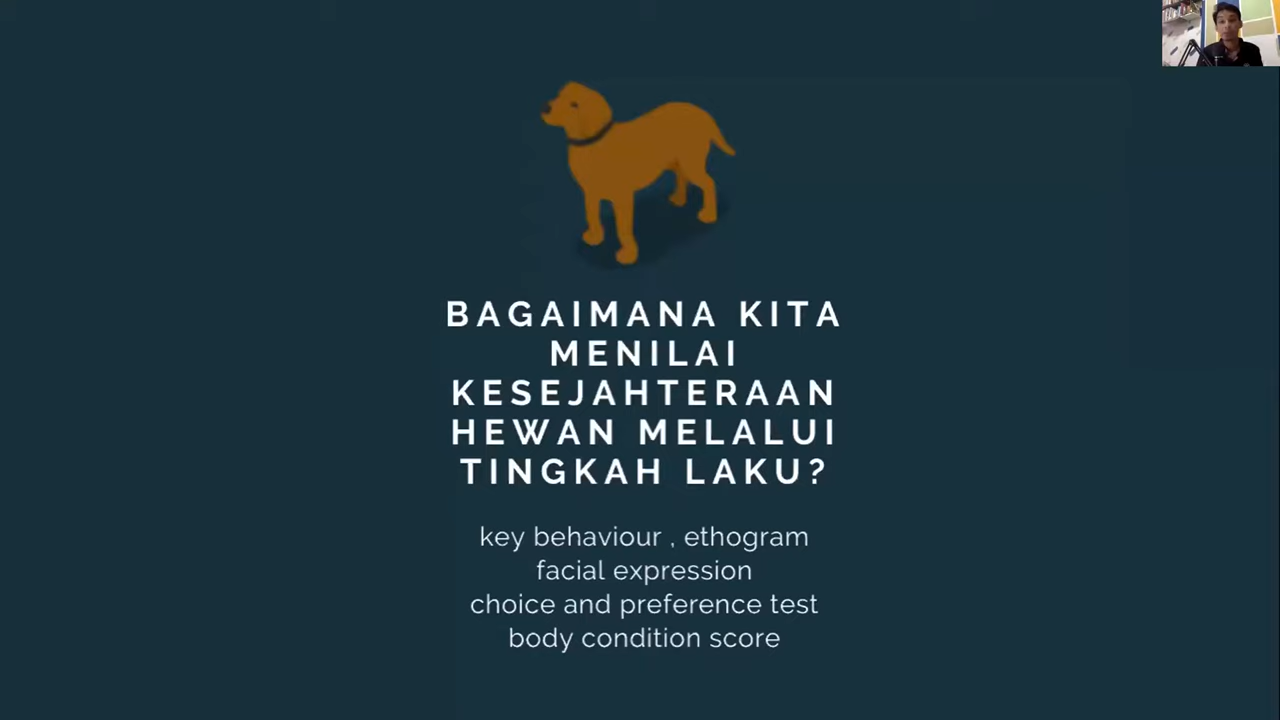 BAGAIMANA KITA
MENILAI
KESEJAHTERAAN
HEWAN MELALUI
TINGKAH LAKU?
key behaviour , ethogram
facial expression
choice and preference test
body condition score